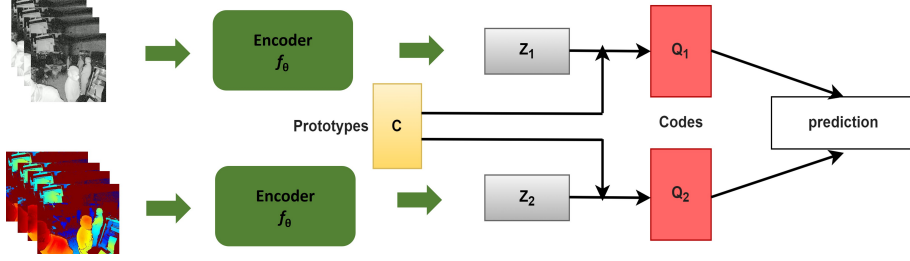 Encoder
fθ
Z1
Q1
Prototypes
C
Codes
prediction
Encoder
fθ
Z2
Q2